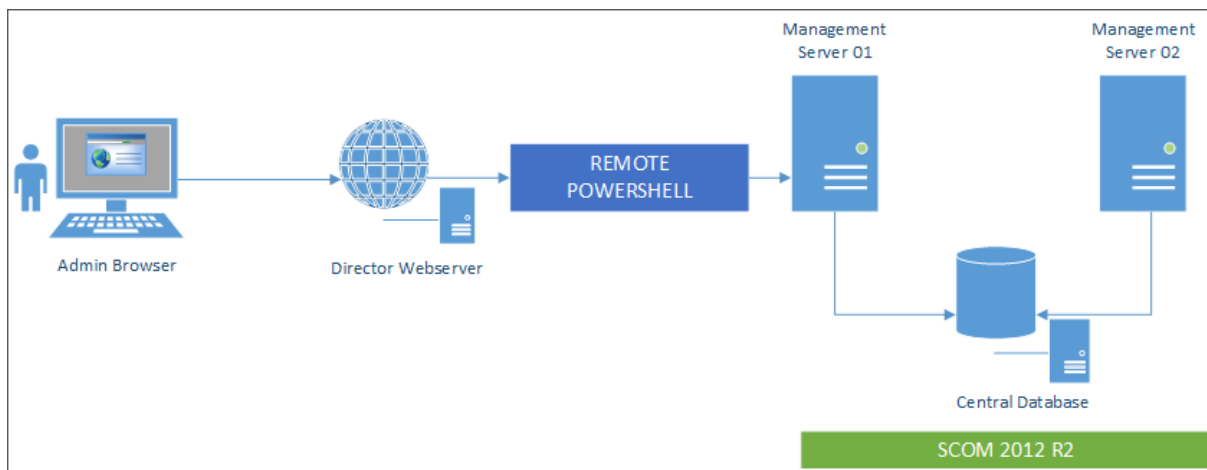 Management
Server 01
Management
Server 02
REMOTE
POWERSHELL
Admin Browser
Director Webserver
Central Database
SCOM 2012 R2